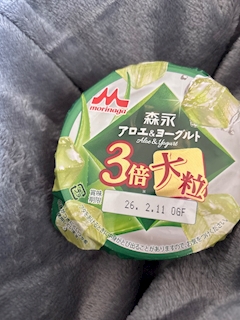 morinaga
森永
アロエ&ヨーグルト
Aloe & Yogurt
3倍大粒
賞味
期限
26. 2.11 OGF